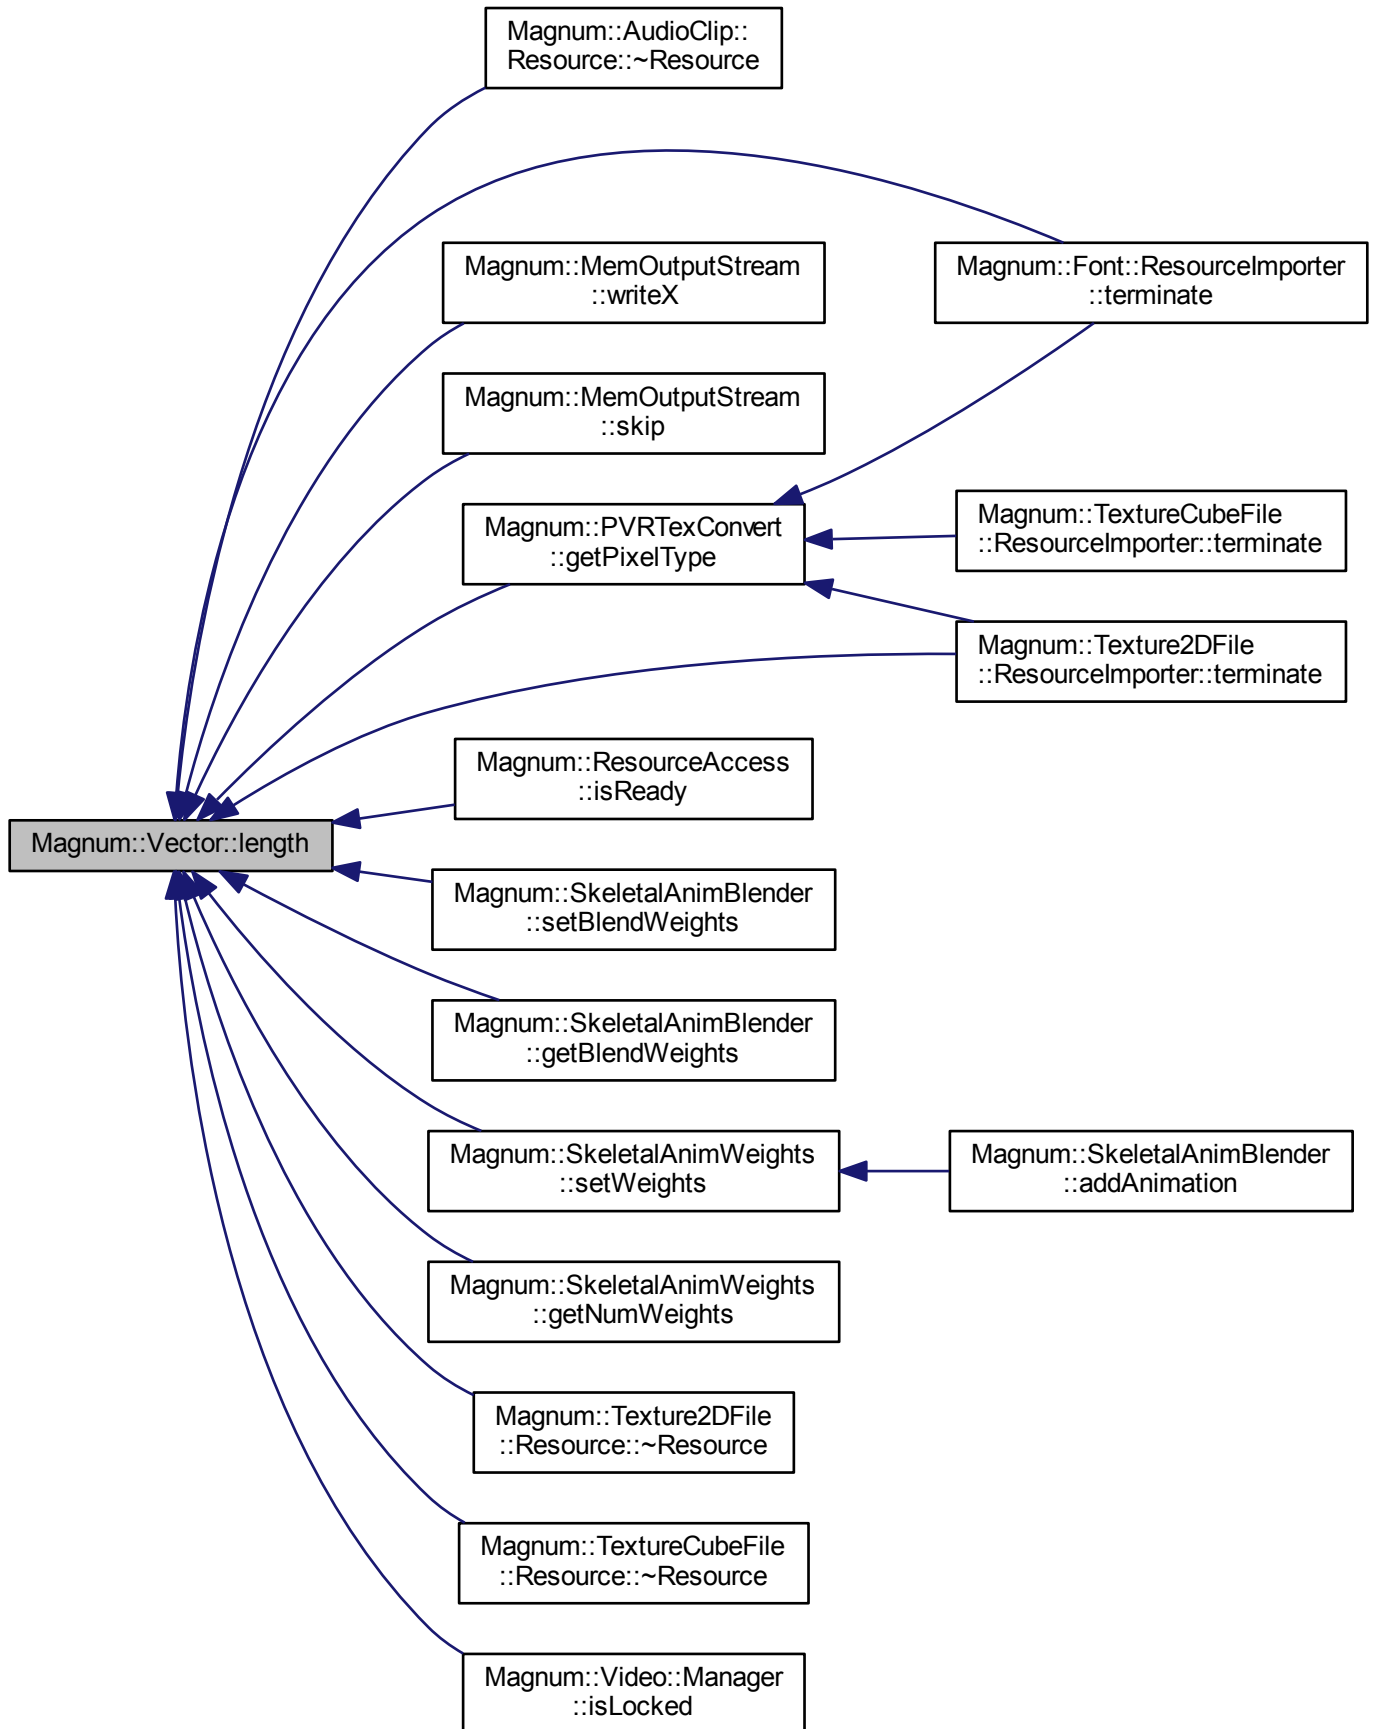 Magnum::AudioClip::
Resource::~Resource
Magnum::MemOutputStream
::writeX
Magnum::Font::ResourceImporter
::terminate
Magnum::MemOutputStream
::skip
Magnum::PVRTexConvert
::getPixelType
Magnum::TextureCubeFile
::ResourceImporter::terminate
Magnum::Texture2DFile
::ResourceImporter::terminate
Magnum::ResourceAccess
::isReady
Magnum::Vector::length
Magnum::SkeletalAnimBlender
::setBlendWeights
Magnum::SkeletalAnimBlender
::getBlendWeights
Magnum::SkeletalAnimWeights
::setWeights
Magnum::SkeletalAnimBlender
::addAnimation
Magnum::SkeletalAnimWeights
::getNumWeights
Magnum::Texture2DFile
::Resource::~Resource
Magnum::TextureCubeFile
::Resource::~Resource
Magnum::Video::Manager
::isLocked